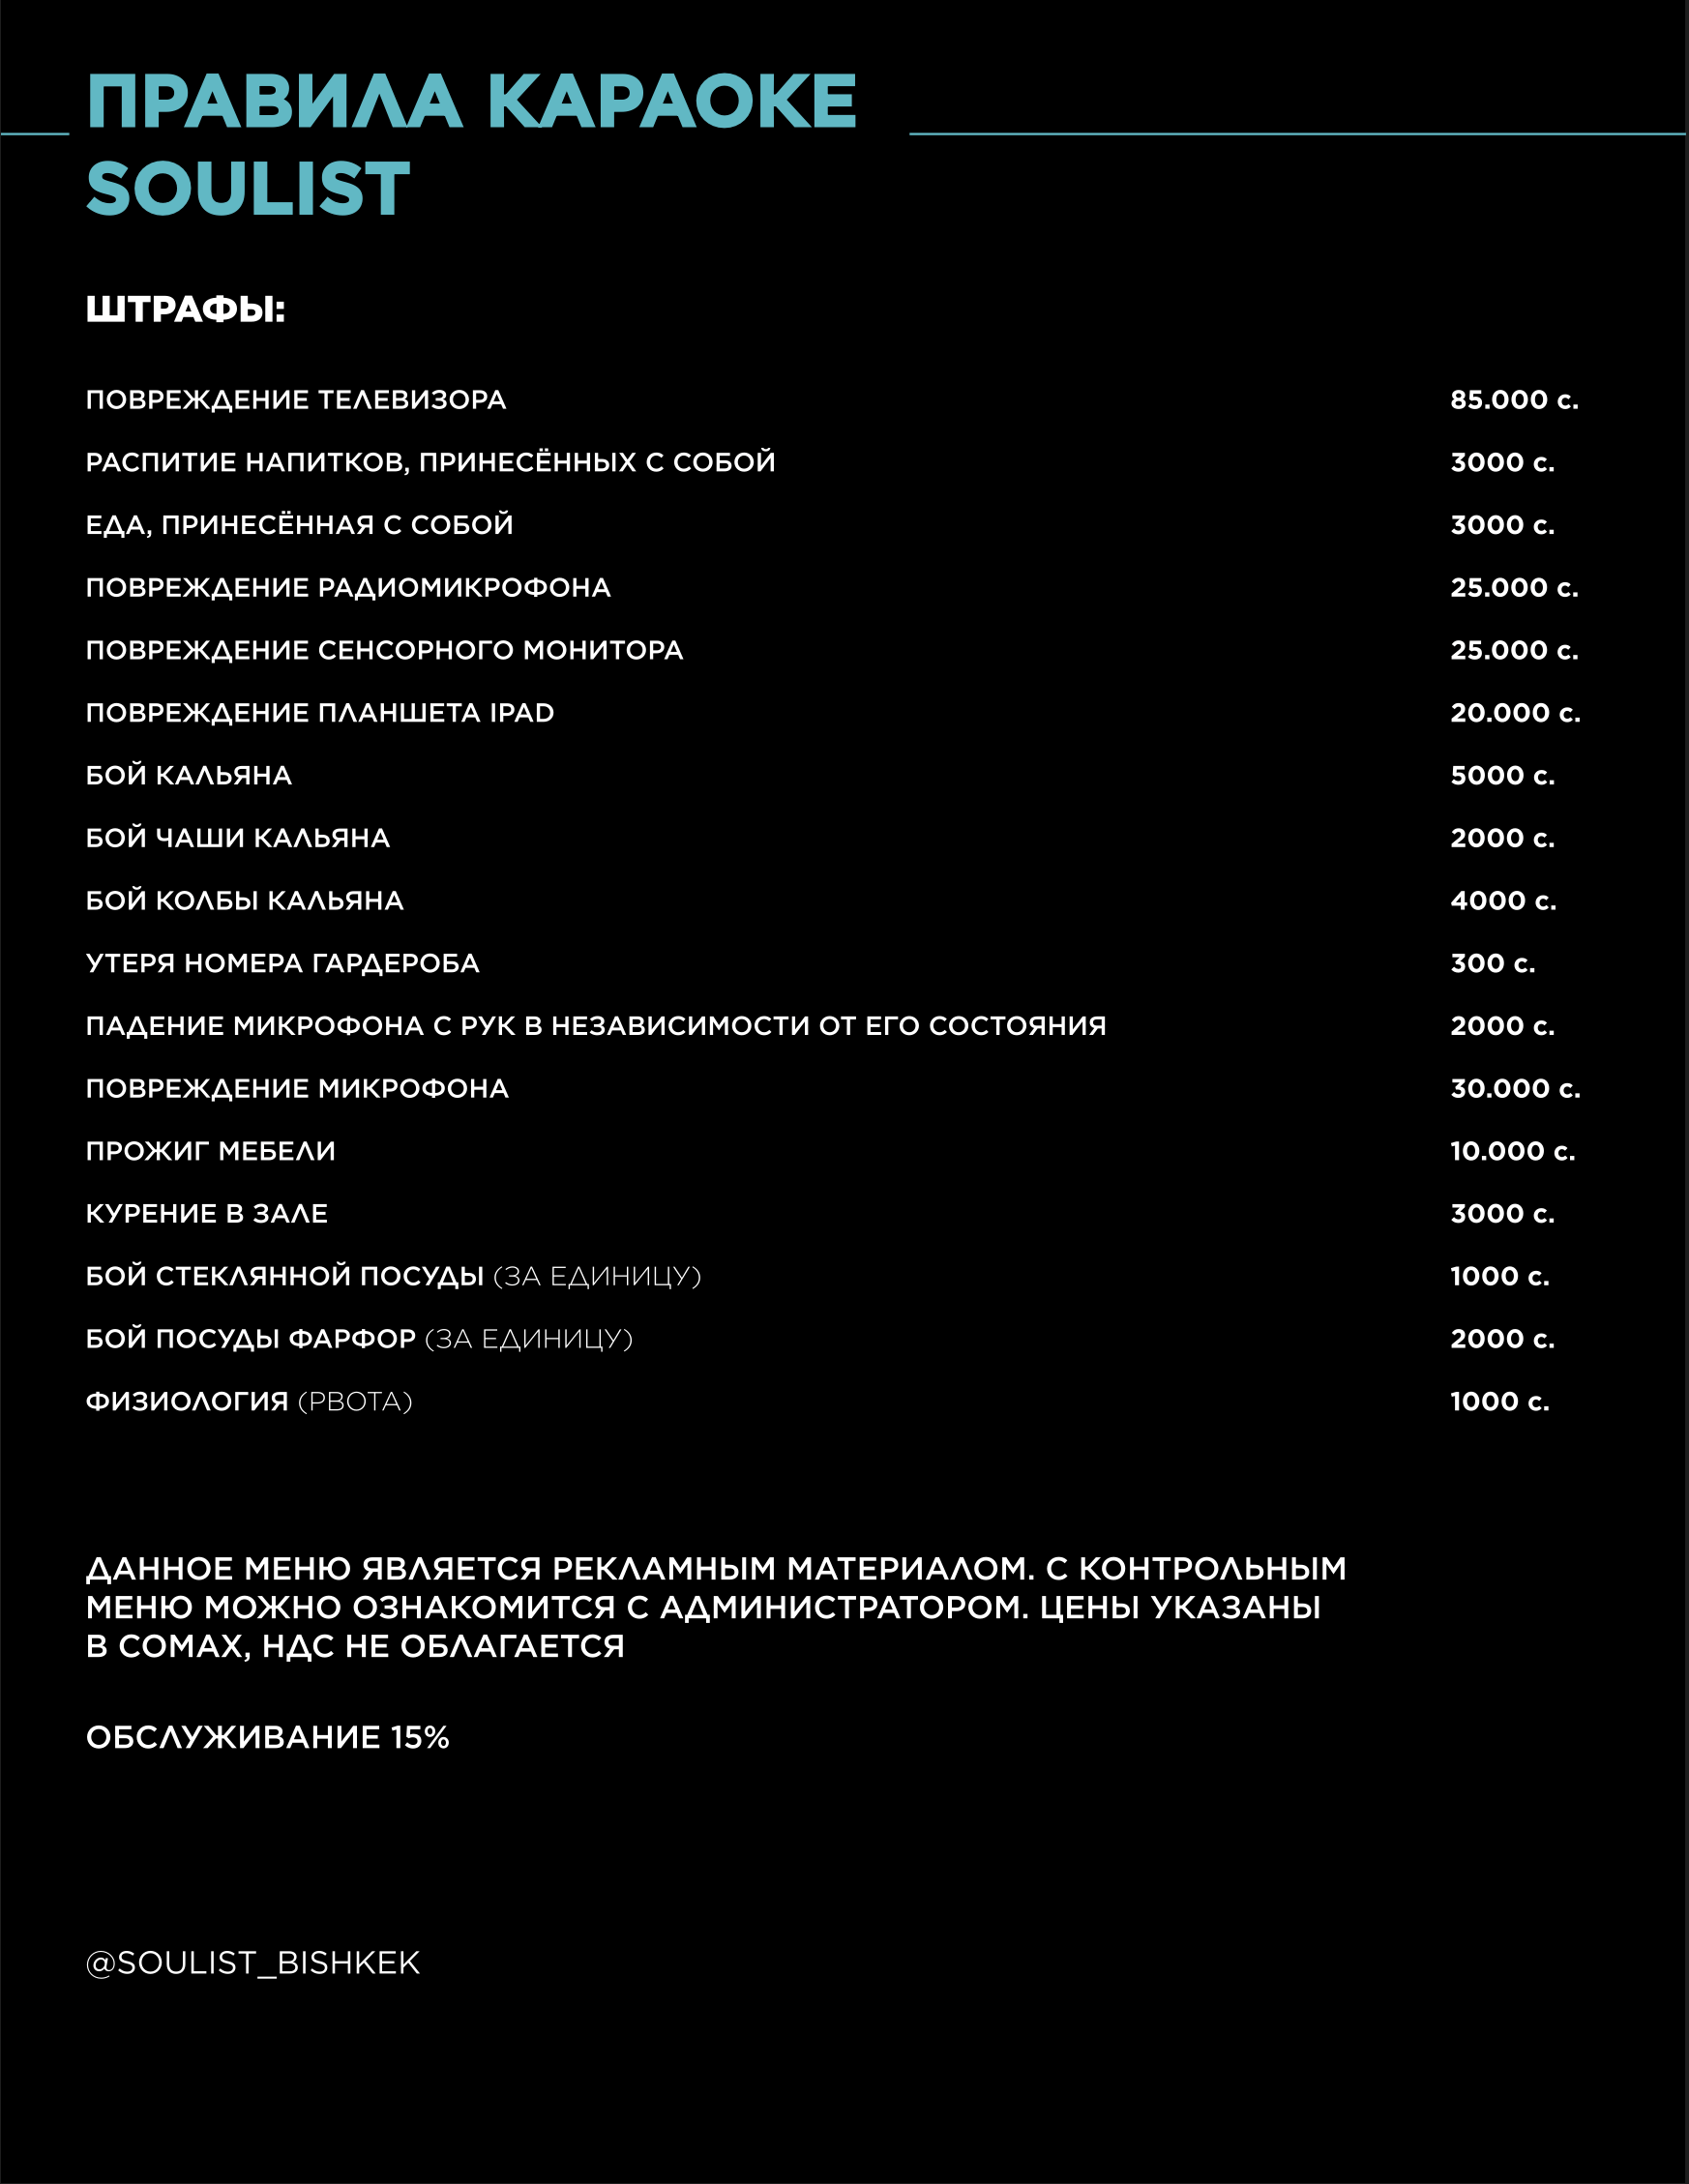 ПРАВИЛА КАРАОКЕ
SOULIST
ШТРАФЫ:
ПОВРЕЖДЕНИЕ ТЕЛЕВИЗОРА 85.000 с.
РАСПИТИЕ НАПИТКОВ, ПРИНЕСЁННЫХ С СОБОЙ 3000 с.
ЕДА, ПРИНЕСЁННАЯ С СОБОЙ 3000 с.
ПОВРЕЖДЕНИЕ РАДИОМИКРОФОНА 25.000 с.
ПОВРЕЖДЕНИЕ СЕНСОРНОГО МОНИТОРА 25.000 с.
ПОВРЕЖДЕНИЕ ПЛАНШЕТА IPAD 20.000 с.
БОЙ КАЛЬЯНА 5000 с.
БОЙ ЧАШИ КАЛЬЯНА 2000 с.
БОЙ КОЛБЫ КАЛЬЯНА 4000 с.
УТЕРЯ НОМЕРА ГАРДЕРОБА 300 с.
ПАДЕНИЕ МИКРОФОНА С РУК В НЕЗАВИСИМОСТИ ОТ ЕГО СОСТОЯНИЯ 2000 с.
ПОВРЕЖДЕНИЕ МИКРОФОНА 30.000 с.
ПРОЖИГ МЕБЕЛИ 10.000 с.
КУРЕНИЕ В ЗАЛЕ 3000 с.
БОЙ СТЕКЛЯННОЙ ПОСУДЫ (ЗА ЕДИНИЦУ) 1000 с.
БОЙ ПОСУДЫ ФАРФОР (ЗА ЕДИНИЦУ) 2000 с.
ФИЗИОЛОГИЯ (РВОТА) 1000 с.
ДАННОЕ МЕНЮ ЯВЛЯЕТСЯ РЕКЛАМНЫМ МАТЕРИАЛОМ. С КОНТРОЛЬНЫМ
МЕНЮ МОЖНО ОЗНАКОМИТСЯ С АДМИНИСТРАТОРОМ. ЦЕНЫ УКАЗАНЫ
В СОМАХ, НДС НЕ ОБЛАГАЕТСЯ
ОБСЛУЖИВАНИЕ 15%
@SOULIST_BISHKEK